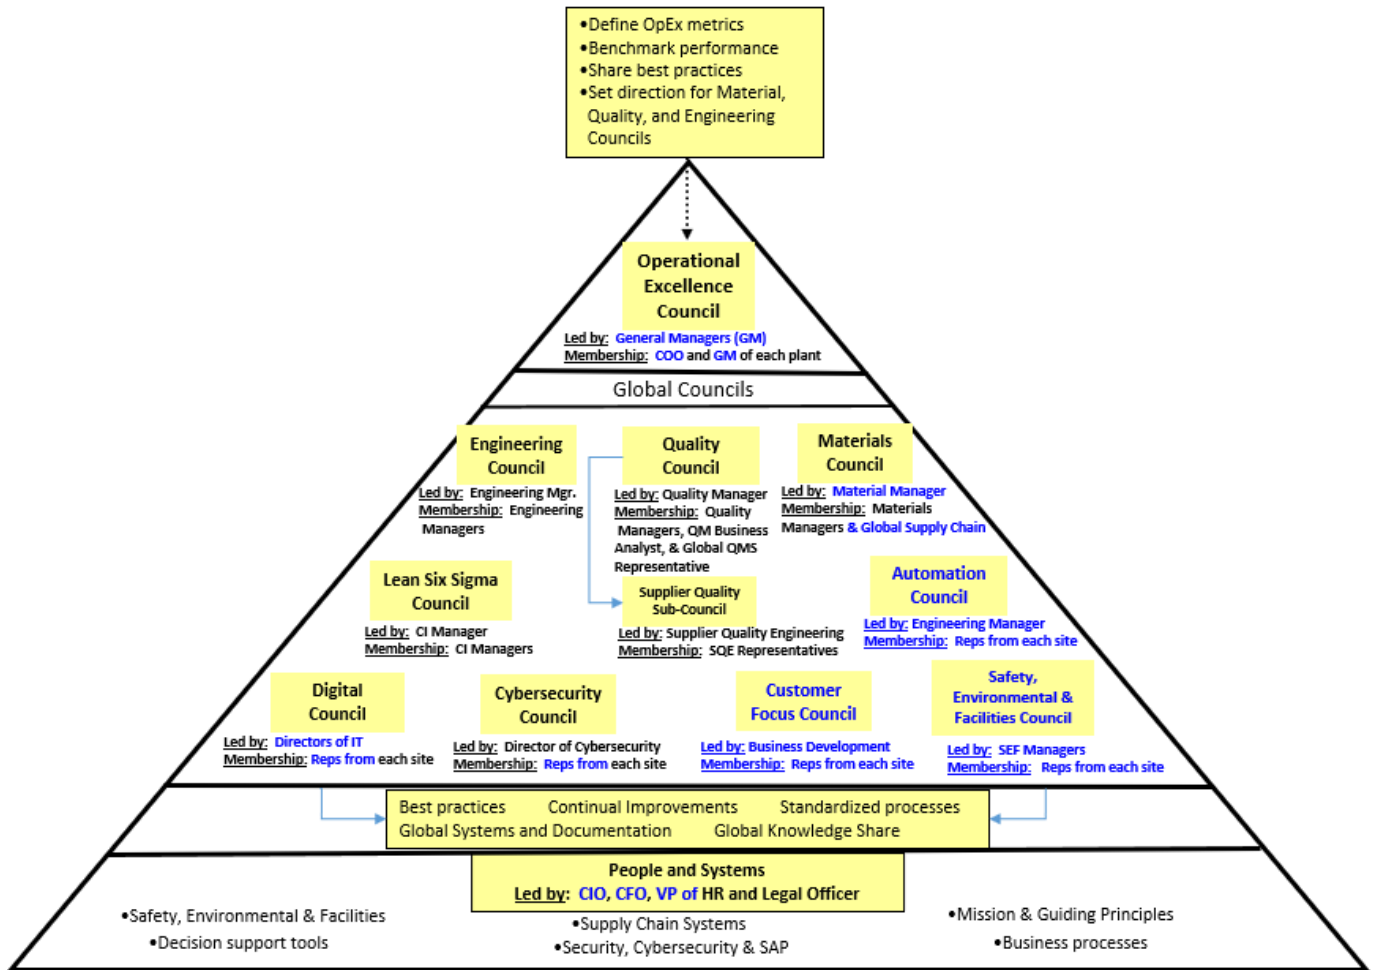 •Define OpEx metrics
•Benchmark performance
•Share best practices
•Set direction for Material,
Quality, and Engineering
Councils
Operational
Excellence
Council
Led by: General Managers (GM)
Membership: COO and GM of each plant
Global Councils
Engineering
Council
Led by: Engineering Mgr.
Membership: Engineering
Managers
Quality
Council
Led by: Quality Manager
Membership: Quality
Managers, QM Business
Analyst, & Global QMS
Representative
Materials
Council
Led by: Material Manager
Membership: Materials
Managers & Global Supply Chain
Lean Six Sigma
Council
Led by: CI Manager
Membership: CI Managers
Supplier Quality
Sub-Council
Led by: Supplier Quality Engineering
Membership: SQE Representatives
Automation
Council
Led by: Engineering Manager
Membership: Reps from each site
Digital
Council
Led by: Directors of IT
Membership: Reps from each site
Cybersecurity
Council
Led by: Director of Cybersecurity
Membership: Reps from each site
Customer
Focus Council
Led by: Business Development
Membership: Reps from each site
Safety,
Environmental &
Facilities Council
Led by: SEF Managers
Membership: Reps from each site
Best practices Continual Improvements Standardized processes
Global Systems and Documentation Global Knowledge Share
People and Systems
Led by: CIO, CFO, VP of HR and Legal Officer
•Safety, Environmental & Facilities
•Decision support tools
•Supply Chain Systems
•Security, Cybersecurity & SAP
•Mission & Guiding Principles
•Business processes